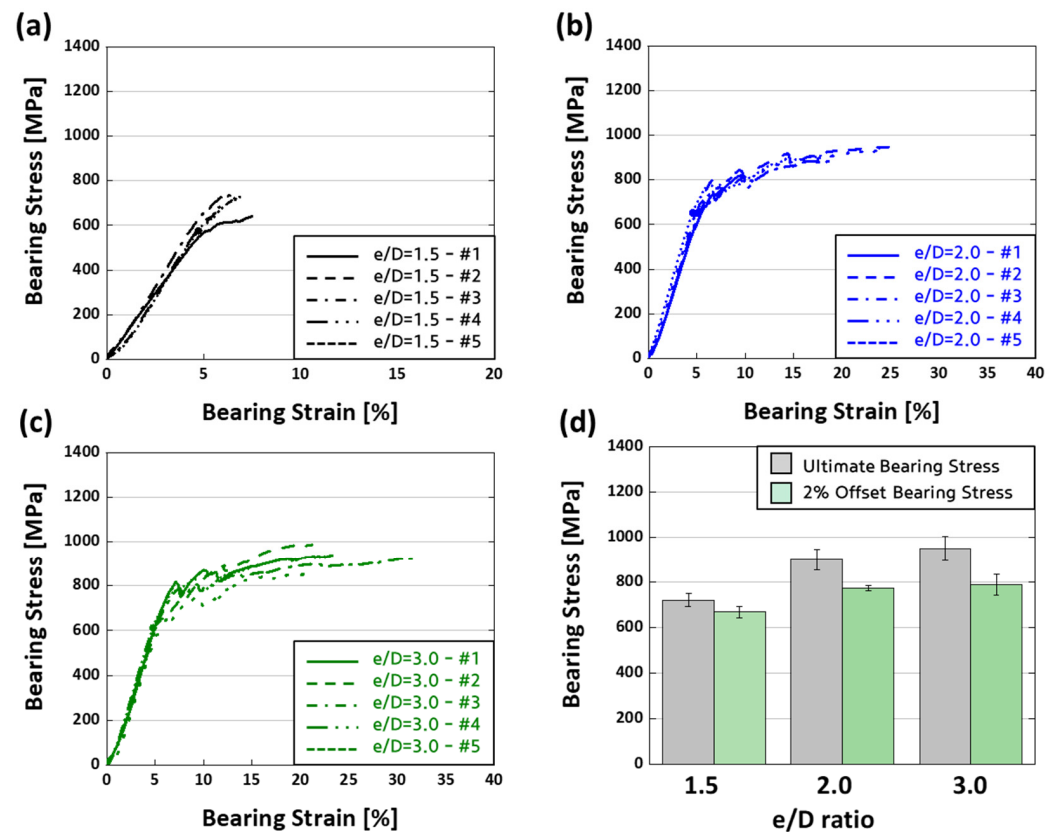 (a)
Bearing Stress [MPa]
1400
1200
1000
800
600
400
200
0
0 5 10 15 20
Bearing Strain [%]
e/D=1.5 - #1
e/D=1.5 - #2
e/D=1.5 - #3
e/D=1.5 - #4
e/D=1.5 - #5
(b)
Bearing Stress [MPa]
1400
1200
1000
800
600
400
200
0
0 5 10 15 20 25 30 35 40
Bearing Strain [%]
e/D=2.0 - #1
e/D=2.0 - #2
e/D=2.0 - #3
e/D=2.0 - #4
e/D=2.0 - #5
(c)
Bearing Stress [MPa]
1400
1200
1000
800
600
400
200
0
0 5 10 15 20 25 30 35 40
Bearing Strain [%]
e/D=3.0 - #1
e/D=3.0 - #2
e/D=3.0 - #3
e/D=3.0 - #4
e/D=3.0 - #5
(d)
Bearing Stress [MPa]
1400
1200
1000
800
600
400
200
0
Ultimate Bearing Stress
2% Offset Bearing Stress
1.5 2.0 3.0
e/D ratio